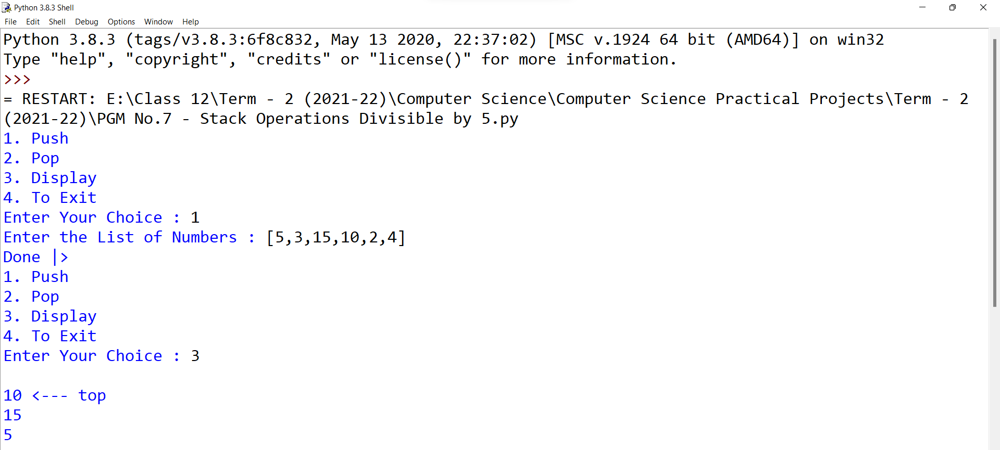 Python 3.8.3 Shell
File Edit Shell Debug Options Window Help
Python 3.8.3 (tags/v3.8.3:6f8c832, May 13 2020, 22:37:02) [MSC v.1924 64 bit (AMD64)] on win32
Type "help", "copyright", "credits" or "license()" for more information.
>>>
= RESTART: E:\Class 12\Term - 2 (2021-22)\Computer Science\Computer Science Practical Projects\Term - 2
(2021-22)\PGM No.7 - Stack Operations Divisible by 5.py
1. Push
2. Pop
3. Display
4. To Exit
Enter Your Choice : 1
Enter the List of Numbers : [5,3,15,10,2,4]
Done |>
1. Push
2. Pop
3. Display
4. To Exit
Enter Your Choice : 3
10 <--- top
15
5